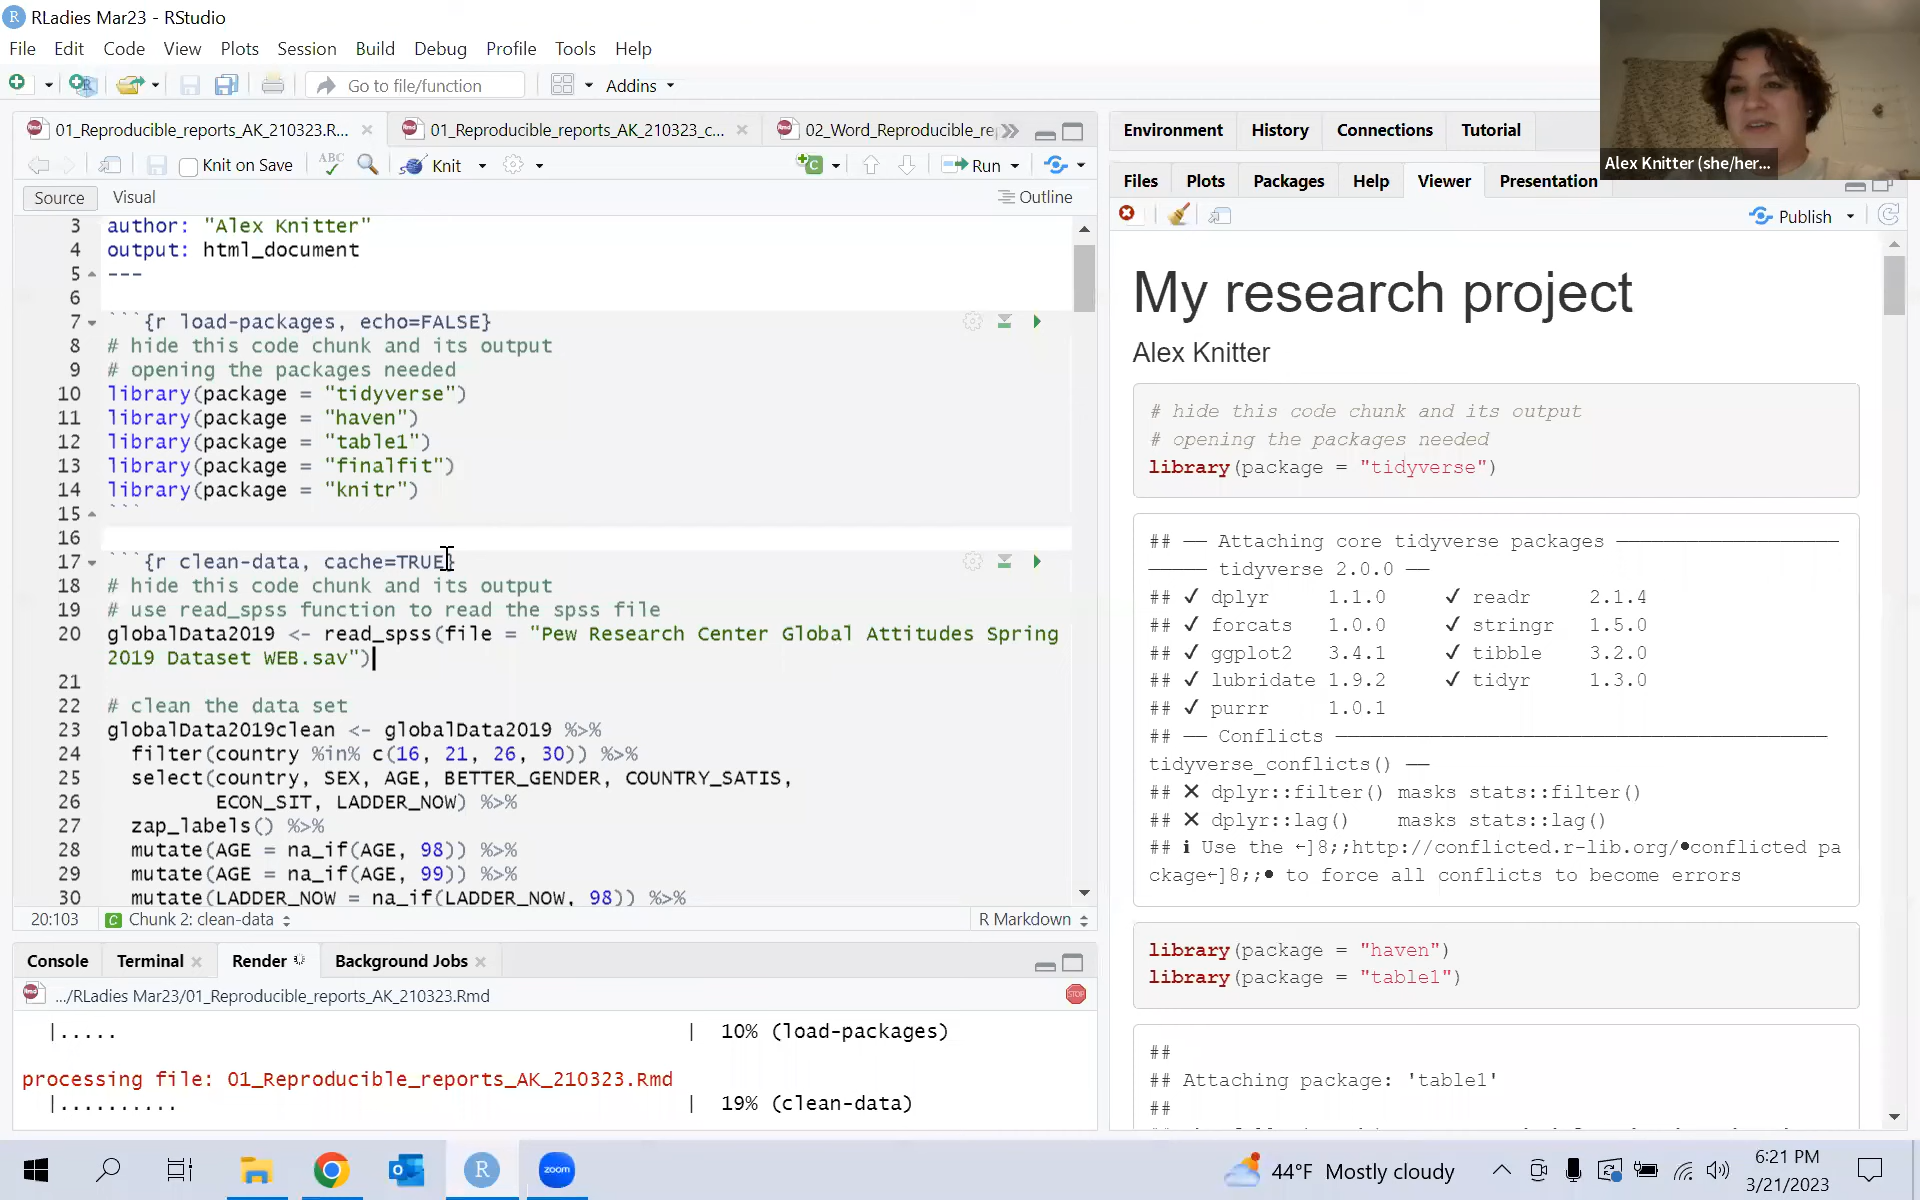 RLadies Mar23 - RStudio
File Edit Code View Plots Session Build Debug Profile Tools Help
Go to file/function
Addins
01_Reproducible_reports_AK_210323.R...
01_Reproducible_reports_AK_210323_c...
02_Word_Reproducible_re
Knit on Save
ABC
Knit
Run
Source Visual
Outline
3 author: "Alex Knitter"
4 output: html_document
5 ---
6
7 ```{r load-packages, echo=FALSE}
8 # hide this code chunk and its output
9 # opening the packages needed
10 library(package = "tidyverse")
11 library(package = "haven")
12 library(package = "table1")
13 library(package = "finalfit")
14 library(package = "knitr")
15 ```
16
17 ```{r clean-data, cache=TRUE}
18 # hide this code chunk and its output
19 # use read_spss function to read the spss file
20 globalData2019 <- read_spss(file = "Pew Research Center Global Attitudes Spring
2019 Dataset WEB.sav")
21
22 # clean the data set
23 globalData2019clean <- globalData2019 %>%
24 filter(country %in% c(16, 21, 26, 30)) %>%
25 select(country, SEX, AGE, BETTER_GENDER, COUNTRY_SATIS,
26 ECON_SIT, LADDER_NOW) %>%
27 zap_labels() %>%
28 mutate(AGE = na_if(AGE, 98)) %>%
29 mutate(AGE = na_if(AGE, 99)) %>%
30 mutate(LADDER_NOW = na_if(LADDER_NOW, 98)) %>%
20:103 Chunk 2: clean-data R Markdown
Console Terminal Render Background Jobs
.../RLadies Mar23/01_Reproducible_reports_AK_210323.Rmd
STOP
|..... | 10% (load-packages)
processing file: 01_Reproducible_reports_AK_210323.Rmd
|.......... | 19% (clean-data)
Environment History Connections Tutorial
Alex Knitter (she/her...
Files Plots Packages Help Viewer Presentation
Publish
My research project
Alex Knitter
# hide this code chunk and its output
# opening the packages needed
library(package = "tidyverse")
## ── Attaching core tidyverse packages ────────────────
───── tidyverse 2.0.0 ──
## ✔ dplyr 1.1.0 ✔ readr 2.1.4
## ✔ forcats 1.0.0 ✔ stringr 1.5.0
## ✔ ggplot2 3.4.1 ✔ tibble 3.2.0
## ✔ lubridate 1.9.2 ✔ tidyr 1.3.0
## ✔ purrr 1.0.1
## ── Conflicts ────────────────────────────────
tidyverse_conflicts() ──
## ✖ dplyr::filter() masks stats::filter()
## ✖ dplyr::lag() masks stats::lag()
## ℹ Use the ←]8;;http://conflicted.r-lib.org/•conflicted pa
ckage←]8;;• to force all conflicts to become errors
library(package = "haven")
library(package = "table1")
##
## Attaching package: 'table1'
##
zoom
44°F Mostly cloudy
6:21 PM
3/21/2023